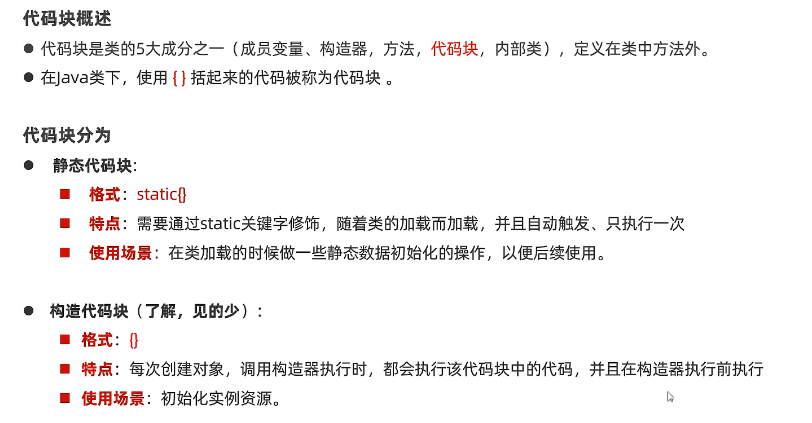 代码块概述
● 代码块是类的5大成分之一（成员变量、构造器，方法，代码块，内部类），定义在类中方法外。
● 在Java类下，使用 { } 括起来的代码被称为代码块 。
代码块分为
● 静态代码块:
■ 格式：static{}
■ 特点：需要通过static关键字修饰，随着类的加载而加载，并且自动触发、只执行一次
■ 使用场景：在类加载的时候做一些静态数据初始化的操作，以便后续使用。
● 构造代码块（了解，见的少）：
■ 格式：{}
■ 特点：每次创建对象，调用构造器执行时，都会执行该代码块中的代码，并且在构造器执行前执行
■ 使用场景：初始化实例资源。